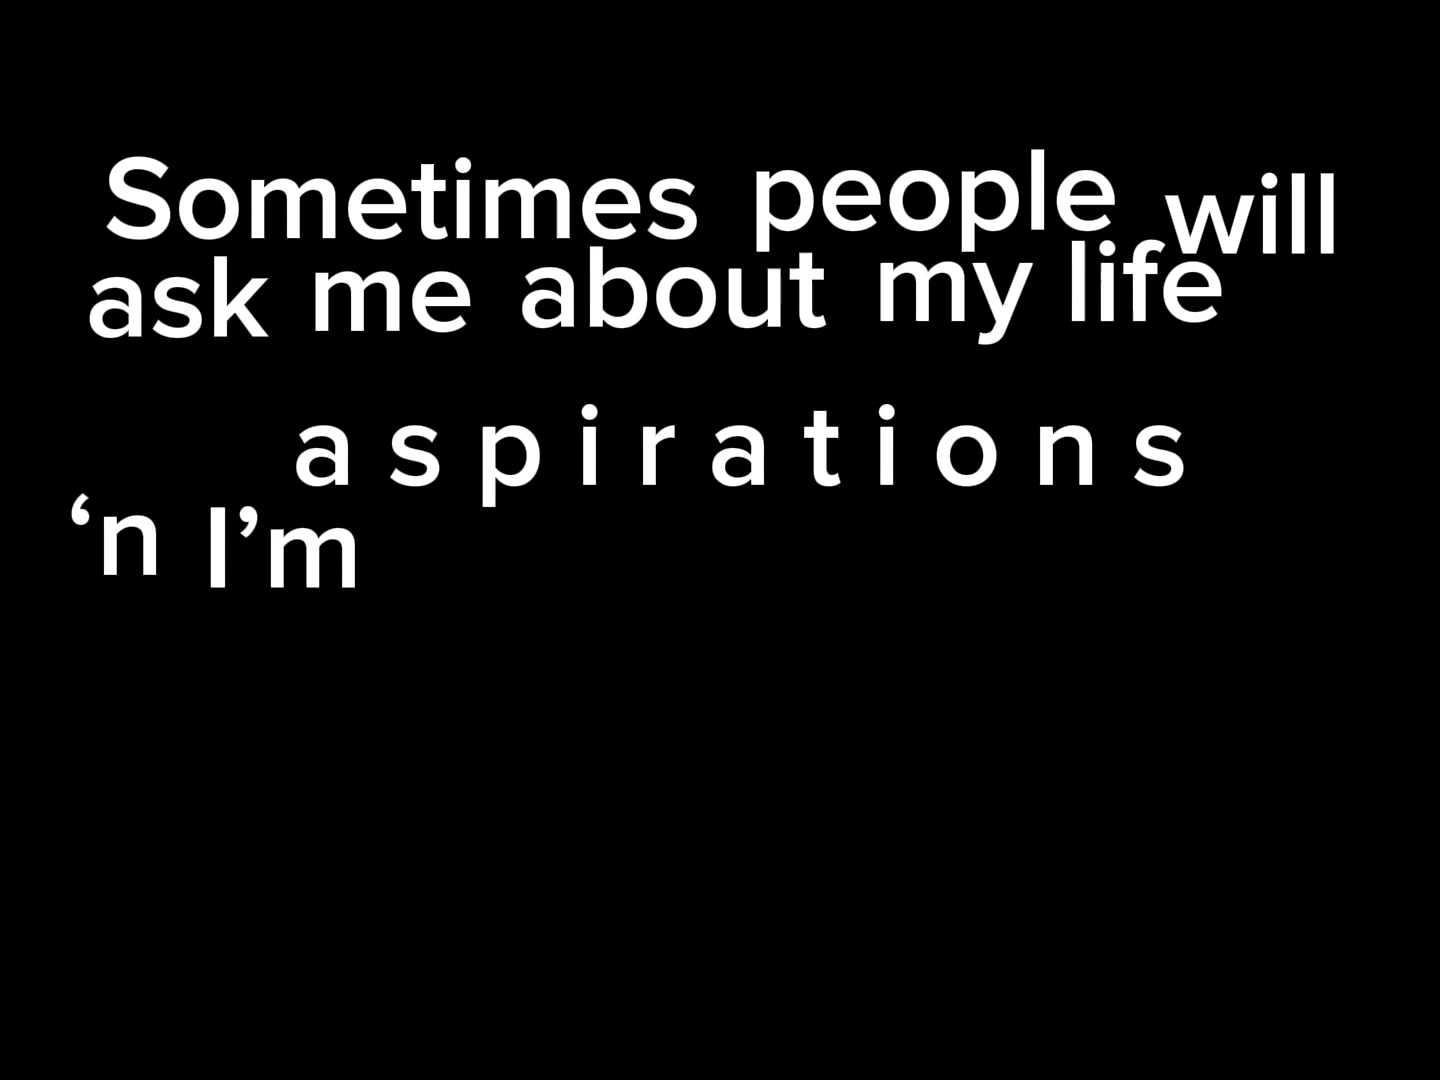 Sometimes people will
ask me about my life
a s p i r a t i o n s
‘n I’m